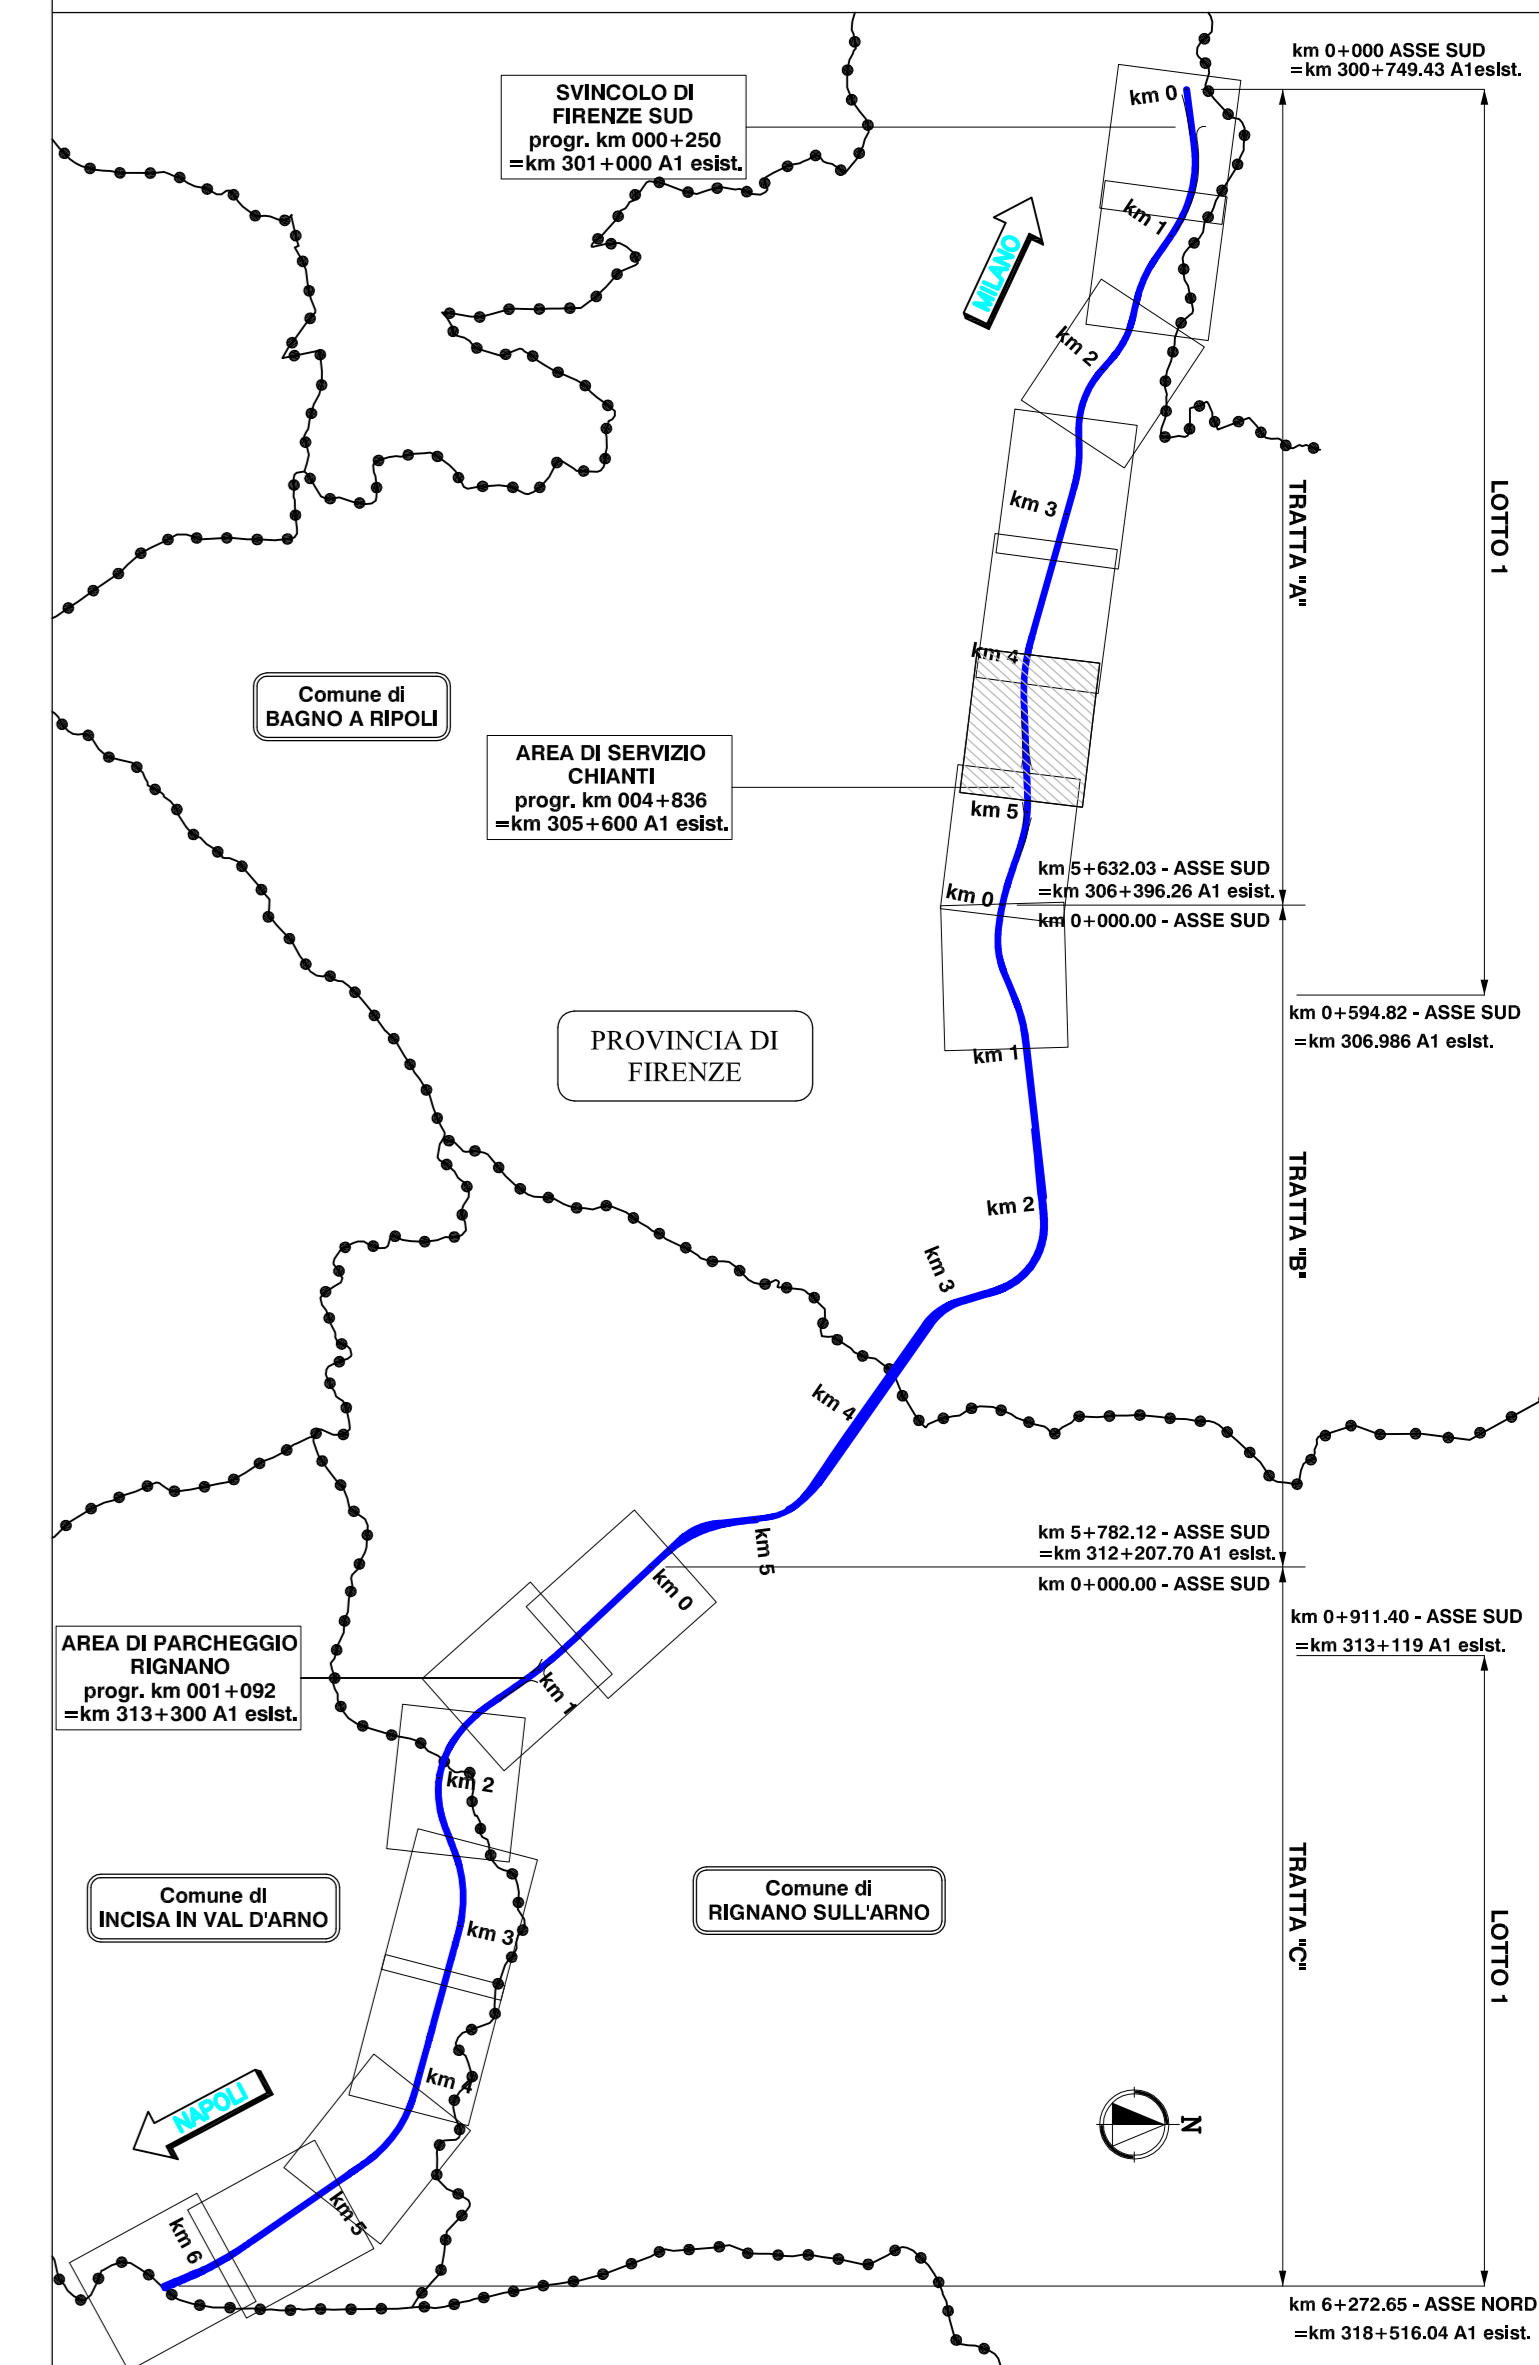 km 0+000 ASSE SUD
=km 300+749.43 A1esist.
SVINCOLO DI
FIRENZE SUD
progr. km 000+250
=km 301+000 A1 esist.
km 0
km 1
MILANO
km 2
km 3
TRATTA "A"
LOTTO 1
km 4
Comune di
BAGNO A RIPOLI
AREA DI SERVIZIO
CHIANTI
progr. km 004+836
=km 305+600 A1 esist.
km 5
km 5+632.03 - ASSE SUD
=km 306+396.26 A1 esist.
km 0
km 0+000.00 - ASSE SUD
km 0+594.82 - ASSE SUD
=km 306.986 A1 esist.
PROVINCIA DI
FIRENZE
km 1
km 2
TRATTA "B"
km 3
km 4
km 5
km 5+782.12 - ASSE SUD
=km 312+207.70 A1 esist.
km 0+000.00 - ASSE SUD
km 0
km 0+911.40 - ASSE SUD
=km 313+119 A1 esist.
AREA DI PARCHEGGIO
RIGNANO
progr. km 001+092
=km 313+300 A1 esist.
km 1
km 2
Comune di
INCISA IN VAL D'ARNO
Comune di
RIGNANO SULL'ARNO
km 3
TRATTA "C"
LOTTO 1
km 4
NAPOLI
N
km 5
km 6
km 6+272.65 - ASSE NORD
=km 318+516.04 A1 esist.